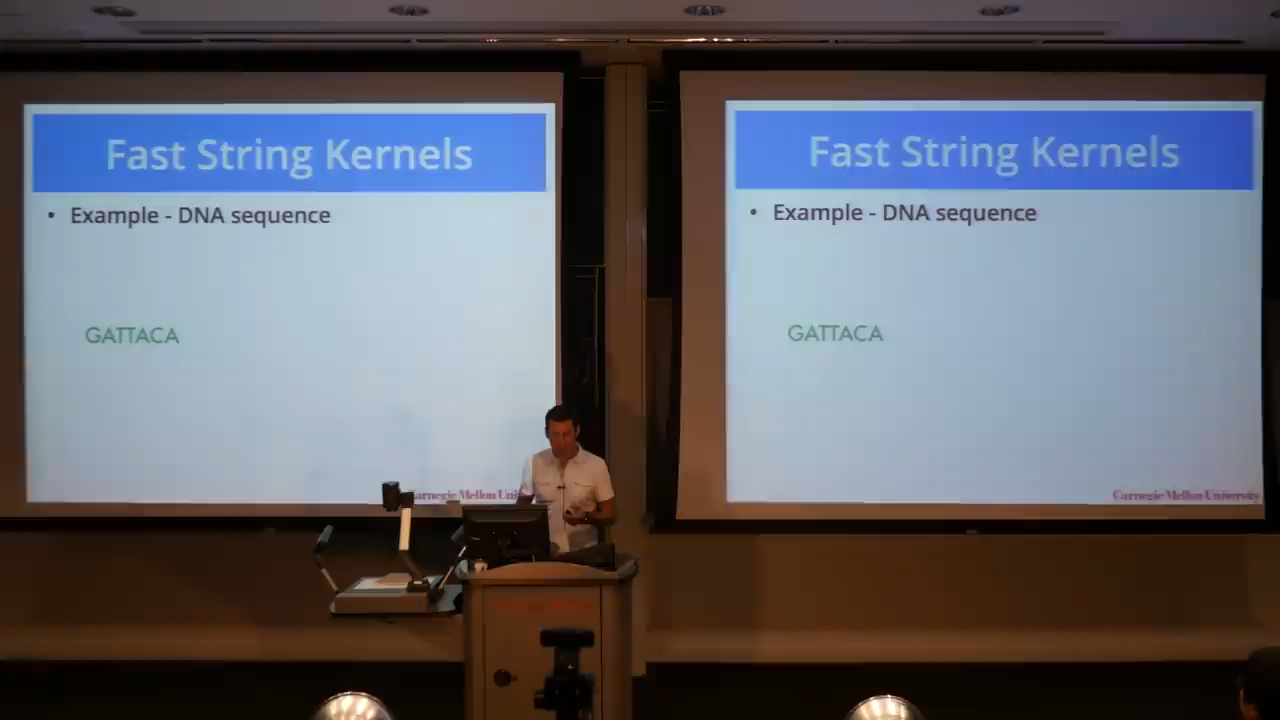 Fast String Kernels
• Example - DNA sequence
GATTACA
Carnegie Mellon
Fast String Kernels
• Example - DNA sequence
GATTACA
Carnegie Mellon University